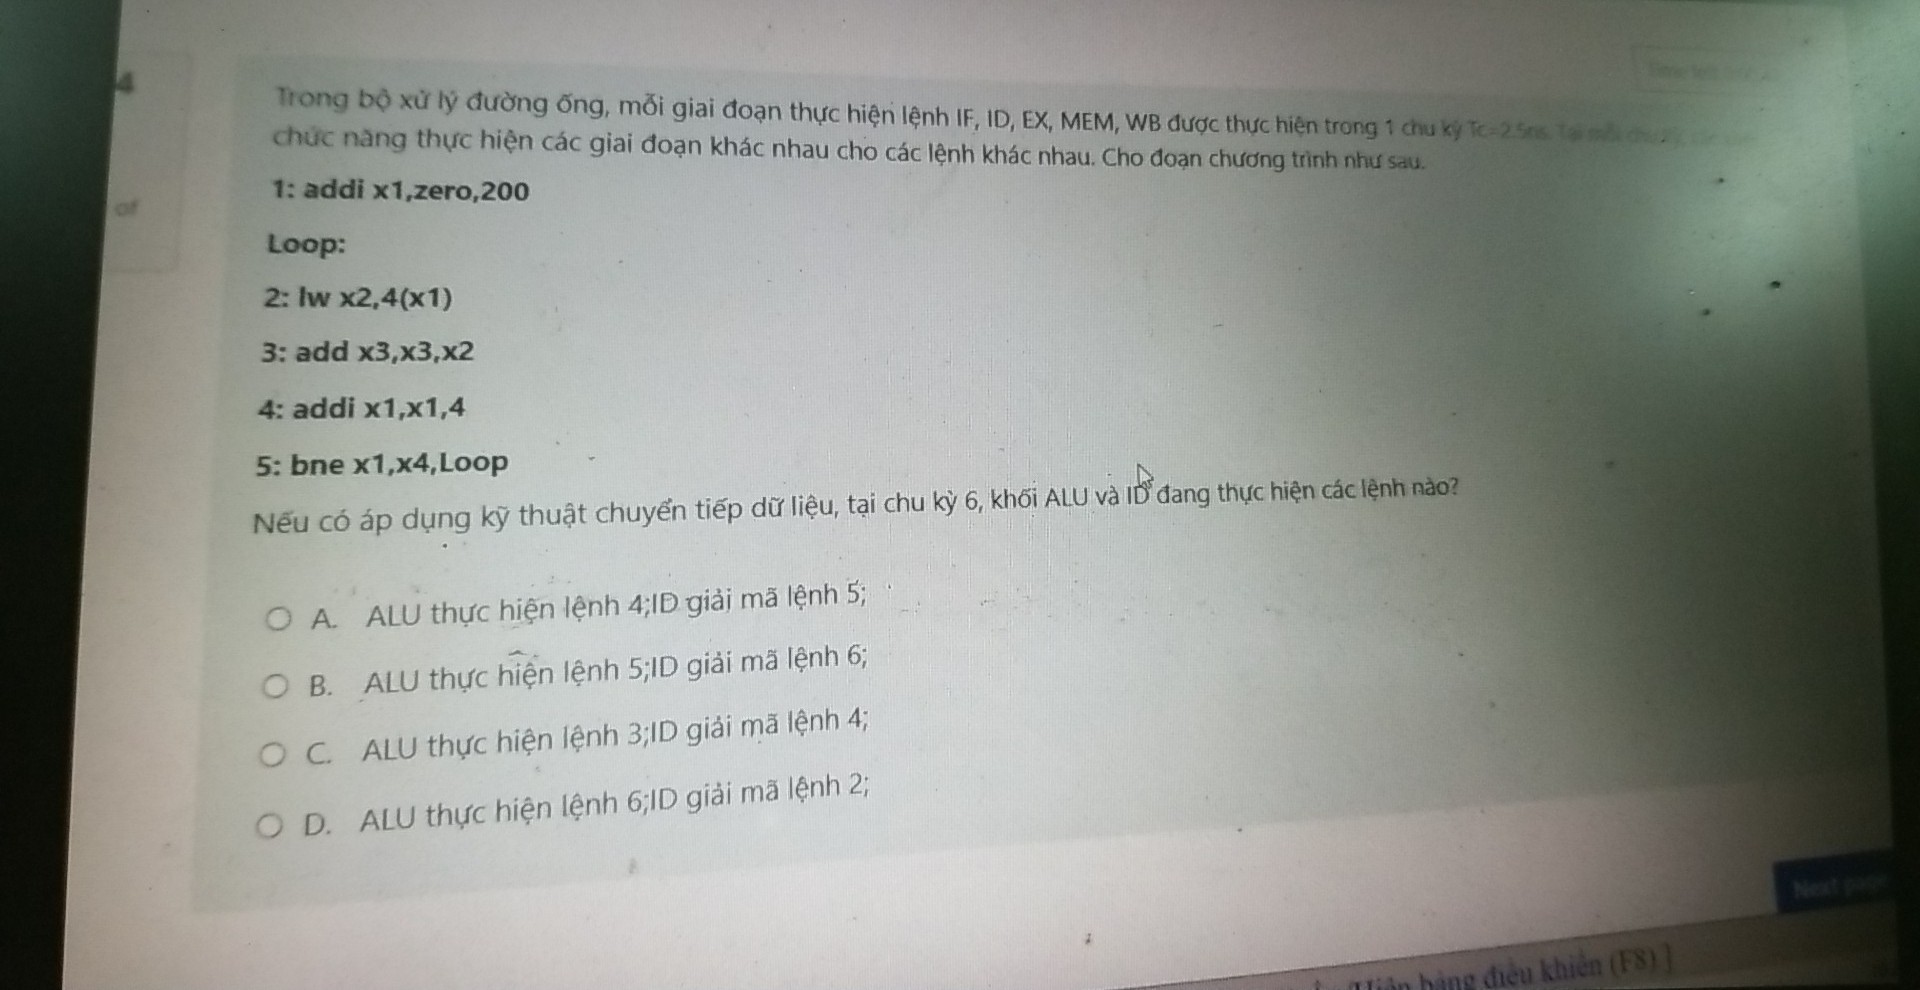 4
of
Trong bộ xử lý đường ống, mỗi giai đoạn thực hiện lệnh IF, ID, EX, MEM, WB được thực hiện trong 1 chu kỳ Tc=2.5ns. Tại mỗi
chức năng thực hiện các giai đoạn khác nhau cho các lệnh khác nhau. Cho đoạn chương trình như sau.
1: addi x1,zero,200
Loop:
2: lw x2,4(x1)
3: add x3,x3,x2
4: addi x1,x1,4
5: bne x1,x4,Loop
Nếu có áp dụng kỹ thuật chuyển tiếp dữ liệu, tại chu kỳ 6, khối ALU và ID đang thực hiện các lệnh nào?
A. ALU thực hiện lệnh 4;ID giải mã lệnh 5;
B. ALU thực hiện lệnh 5;ID giải mã lệnh 6;
C. ALU thực hiện lệnh 3;ID giải mã lệnh 4;
D. ALU thực hiện lệnh 6;ID giải mã lệnh 2;
Next page
bảng điều khiển (F8) ]